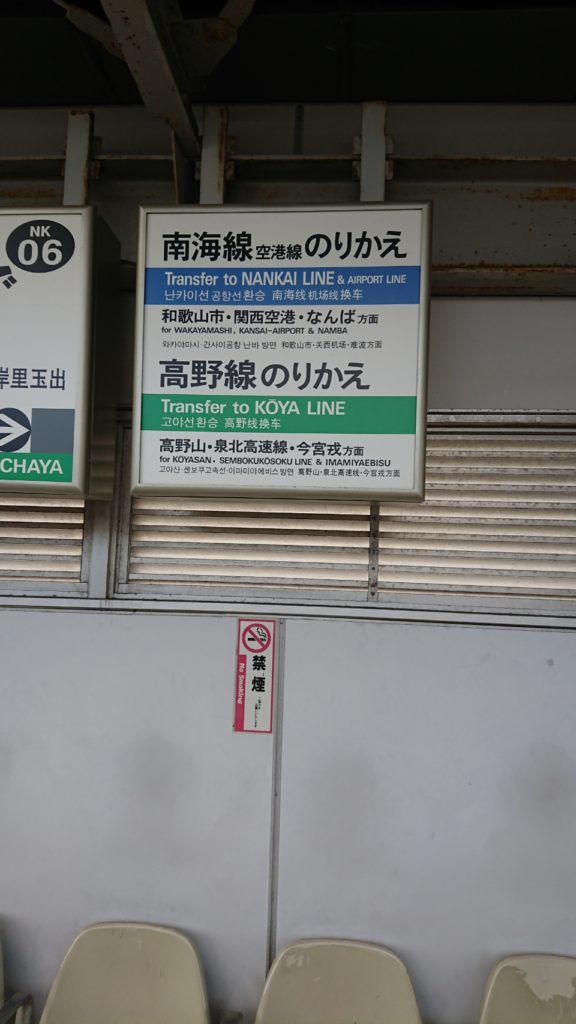 NK
06
岸里玉出
CHAYA
南海線 空港線 のりかえ
Transfer to NANKAI LINE & AIRPORT LINE
난카이선 공항선 환승 南海线 机场线 换车
和歌山市・関西空港・なんば 方面
for WAKAYAMASHI, KANSAI-AIRPORT & NAMBA
와카야마시·간사이공항 난바 방면 和歌山市·关西机场·难波方面
高野線 のりかえ
Transfer to KŌYA LINE
고야선 환승 高野线 换车
高野山・泉北高速線・今宮戎 方面
for KOYASAN, SEMBOKUKOSOKU LINE & IMAMIYAEBISU
고야산·센보쿠고속선·이마미야에비스 방면 高野山·泉北高速线·今宫戎方面
禁煙
No Smoking